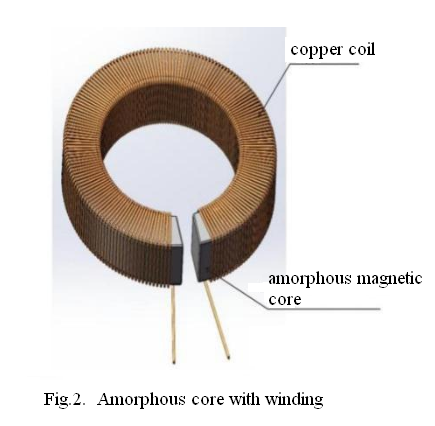 copper coil
amorphous magnetic
core
Fig.2. Amorphous core with winding